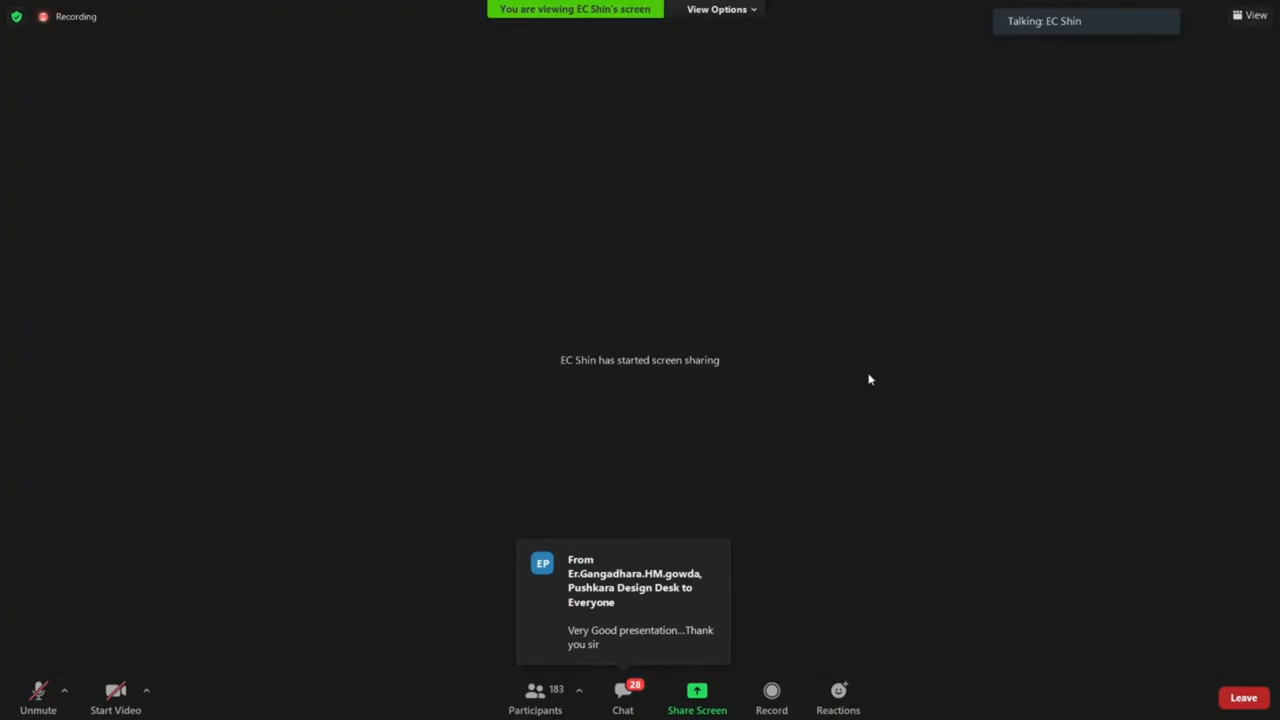 Recording
You are viewing EC Shin's screen
View Options
Talking: EC Shin
View
EC Shin has started screen sharing
EP
From
Er.Gangadhara.HM.gowda,
Pushkara Design Desk to
Everyone
Very Good presentation...Thank
you sir
Unmute
Start Video
183
Participants
28
Chat
Share Screen
Record
Reactions
Leave